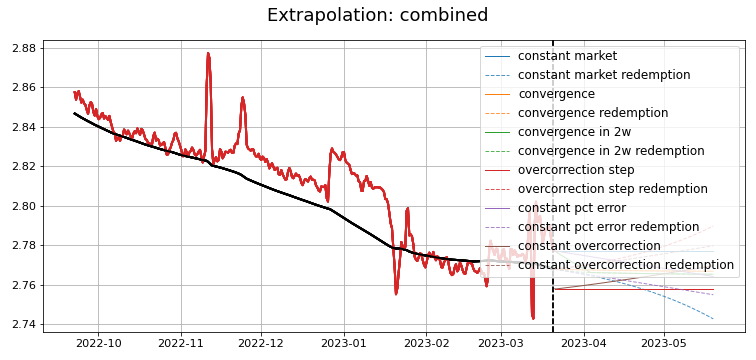 Extrapolation: combined
2.88
2.86
2.84
2.82
2.80
2.78
2.76
2.74
constant market
constant market redemption
convergence
convergence redemption
convergence in 2w
convergence in 2w redemption
overcorrection step
overcorrection step redemption
constant pct error
constant pct error redemption
constant overcorrection
constant overcorrection redemption
2022-10 2022-11 2022-12 2023-01 2023-02 2023-03 2023-04 2023-05